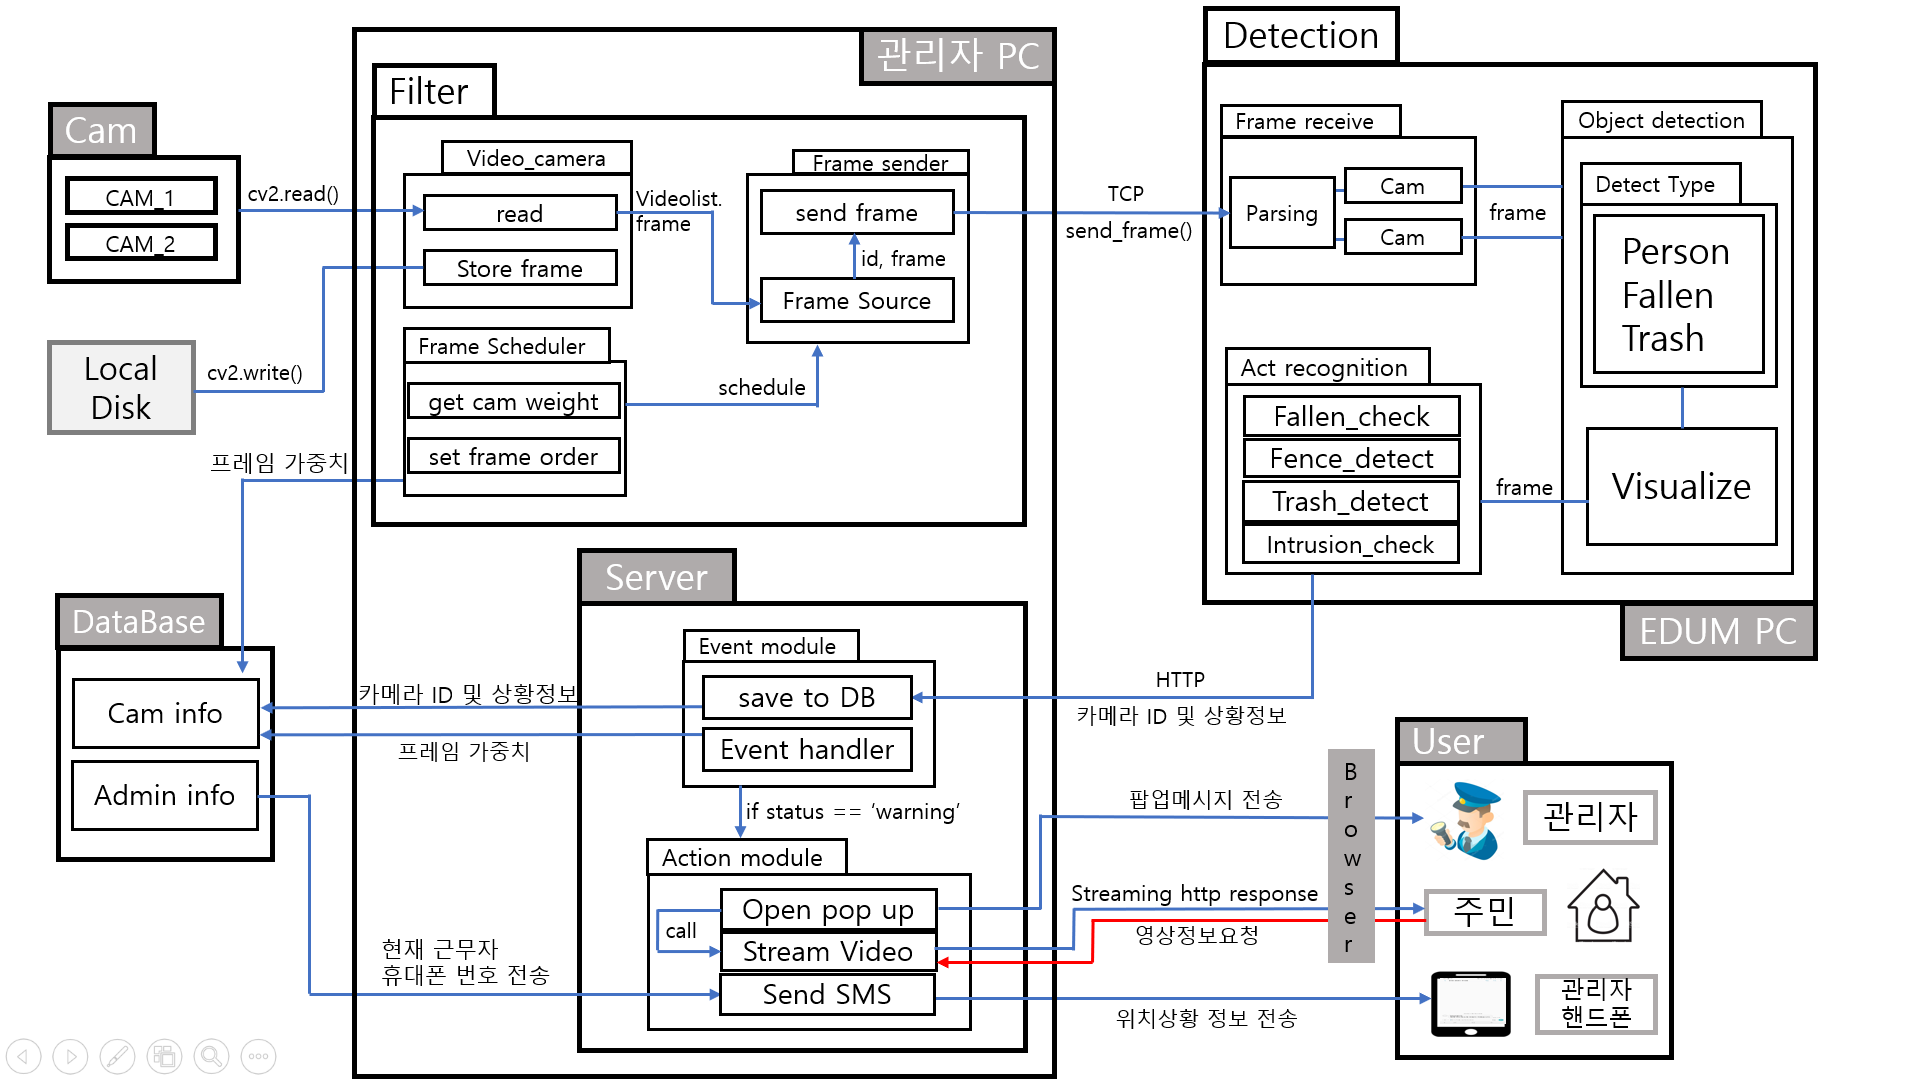 관리자 PC
Detection
Filter
Cam
CAM_1
CAM_2
cv2.read()
Video_camera
read
Store frame
Videolist.
frame
Frame sender
send frame
id, frame
Frame Source
TCP
send_frame()
Frame receive
Parsing
Cam
Cam
frame
Object detection
Detect Type
Person
Fallen
Trash
Visualize
frame
Local
Disk
cv2.write()
Frame Scheduler
get cam weight
set frame order
schedule
프레임 가중치
Act recognition
Fallen_check
Fence_detect
Trash_detect
Intrusion_check
EDUM PC
Server
DataBase
Cam info
Admin info
Event module
save to DB
Event handler
카메라 ID 및 상황정보
프레임 가중치
HTTP
카메라 ID 및 상황정보
if status == ‘warning’
Action module
Open pop up
call
Stream Video
Send SMS
현재 근무자
휴대폰 번호 전송
팝업메시지 전송
Streaming http response
영상정보요청
위치상황 정보 전송
B
r
o
w
s
e
r
User
관리자
주민
관리자
핸드폰